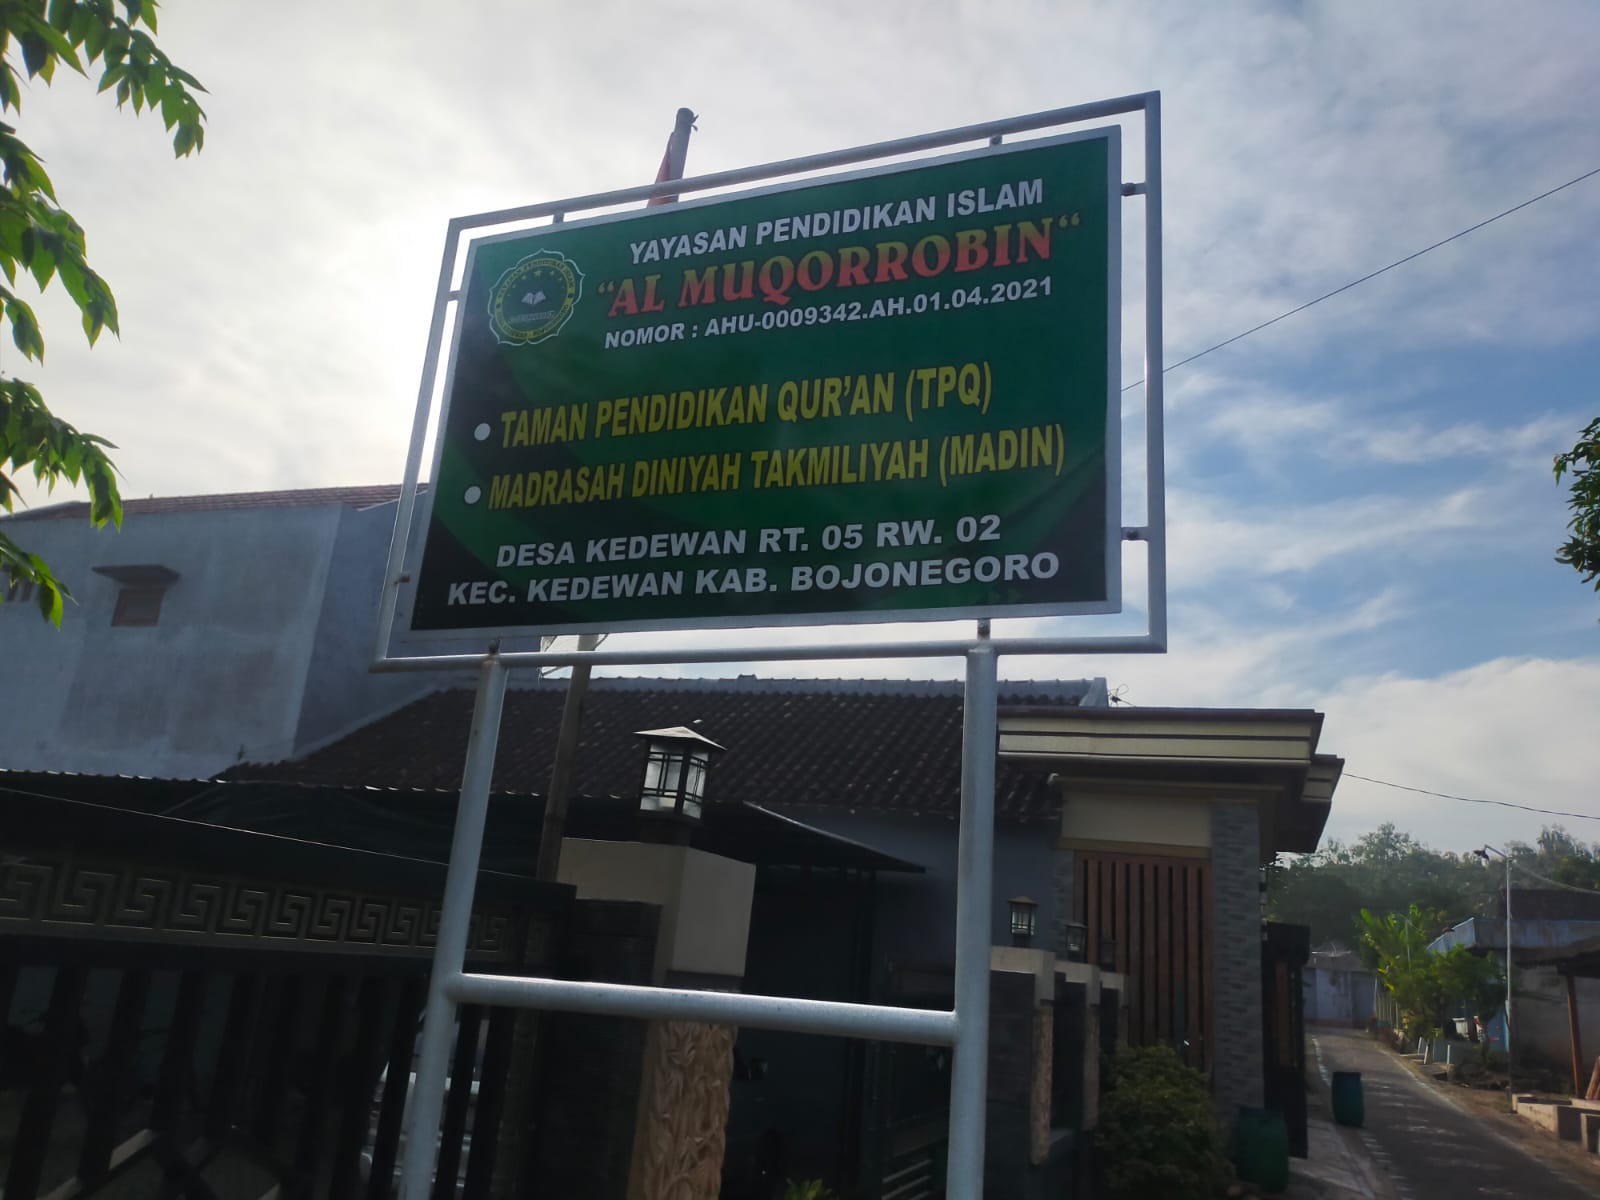 YAYASAN PENDIDIKAN ISLAM
"AL MUQORROBIN"
NOMOR : AHU-0009342.AH.01.04.2021
• TAMAN PENDIDIKAN QUR'AN (TPQ)
• MADRASAH DINIYAH TAKMILIYAH (MADIN)
DESA KEDEWAN RT. 05 RW. 02
KEC. KEDEWAN KAB. BOJONEGORO